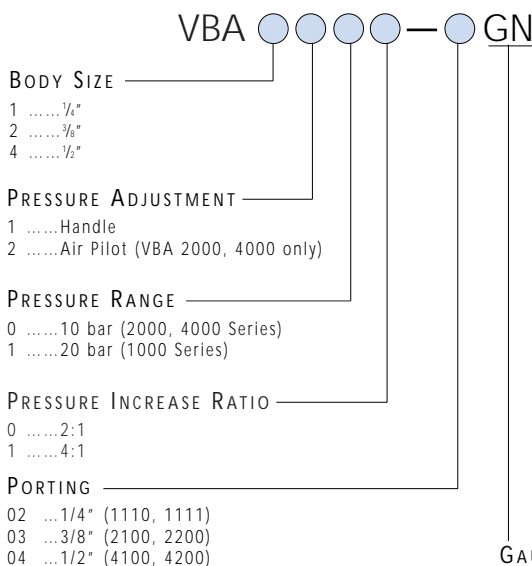 VBA — GN
BODY SIZE
1 ......1/4"
2 ......3/8"
4 ......1/2"
PRESSURE ADJUSTMENT
1 ......Handle
2 ......Air Pilot (VBA 2000, 4000 only)
PRESSURE RANGE
0 ......10 bar (2000, 4000 Series)
1 ......20 bar (1000 Series)
PRESSURE INCREASE RATIO
0 ......2:1
1 ......4:1
PORTING
02 ...1/4" (1110, 1111)
03 ...3/8" (2100, 2200)
04 ...1/2" (4100, 4200)